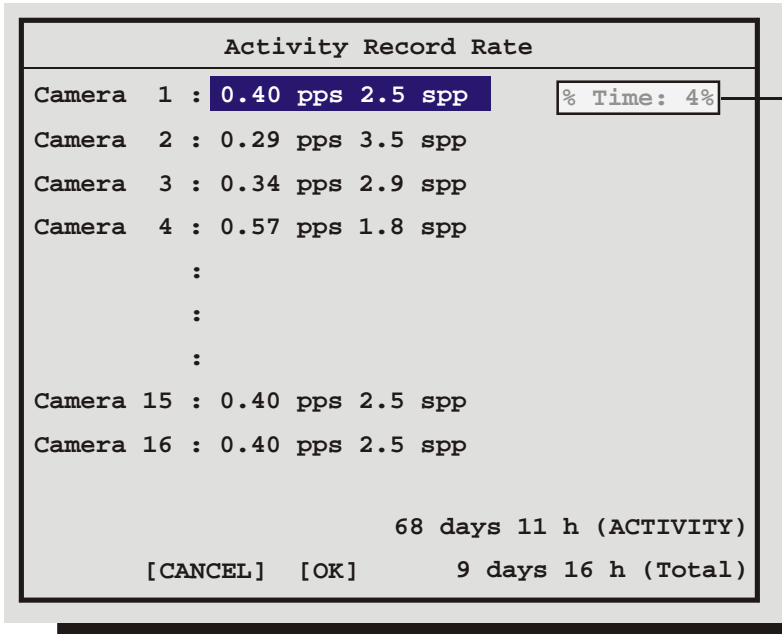 Activity Record Rate
Camera 1 : 0.40 pps 2.5 spp % Time: 4%
Camera 2 : 0.29 pps 3.5 spp
Camera 3 : 0.34 pps 2.9 spp
Camera 4 : 0.57 pps 1.8 spp
:
:
:
Camera 15 : 0.40 pps 2.5 spp
Camera 16 : 0.40 pps 2.5 spp
68 days 11 h (ACTIVITY)
[CANCEL] [OK] 9 days 16 h (Total)